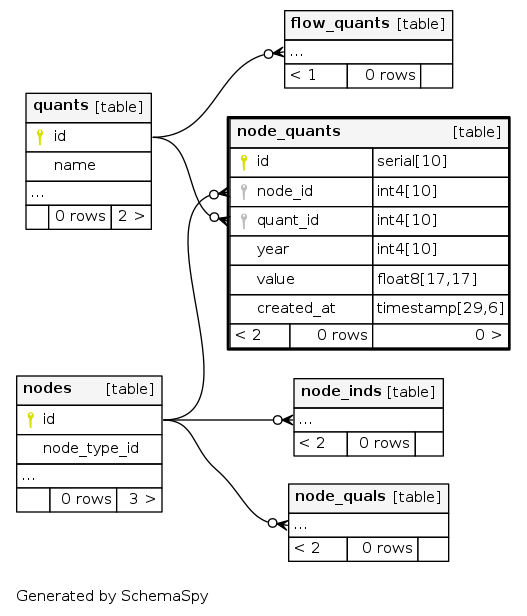 flow_quants [table]
...
< 1 0 rows
quants [table]
id
name
...
0 rows 2 >
node_quants [table]
id serial[10]
node_id int4[10]
quant_id int4[10]
year int4[10]
value float8[17,17]
created_at timestamp[29,6]
< 2 0 rows 0 >
nodes [table]
id
node_type_id
...
0 rows 3 >
node_inds [table]
...
< 2 0 rows
node_quals [table]
...
< 2 0 rows
Generated by SchemaSpy